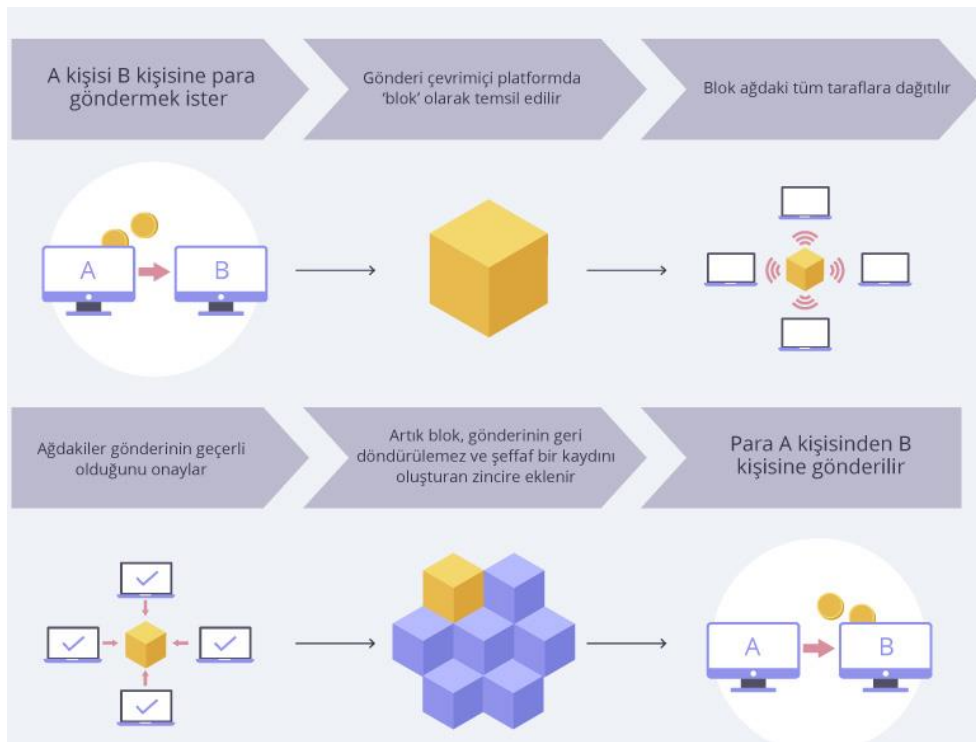 A kişisi B kişisine para
göndermek ister
Gönderi çevrimiçi platformda
‘blok’ olarak temsil edilir
Blok ağdaki tüm taraflara dağıtılır
A
B
Ağdakiler gönderinin geçerli
olduğunu onaylar
Artık blok, gönderinin geri
döndürülemez ve şeffaf bir kaydını
oluşturan zincire eklenir
Para A kişisinden B
kişisine gönderilir
A
B